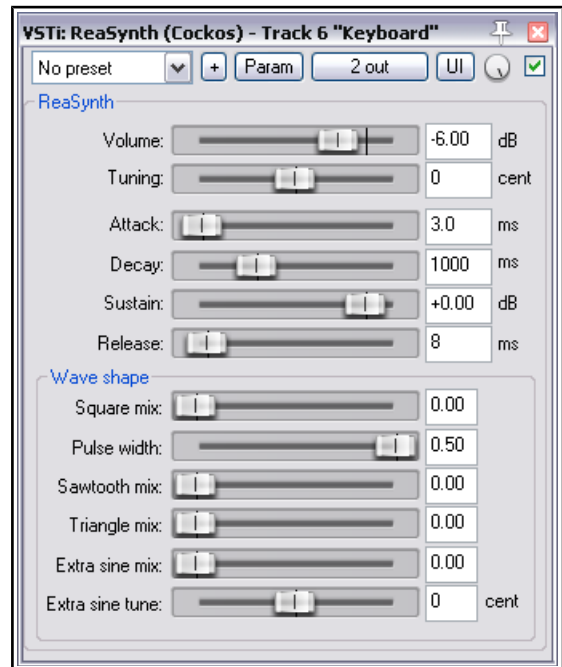 VSTi: ReaSynth (Cockos) - Track 6 "Keyboard"
No preset + Param 2 out UI
ReaSynth
Volume: -6.00 dB
Tuning: 0 cent
Attack: 3.0 ms
Decay: 1000 ms
Sustain: +0.00 dB
Release: 8 ms
Wave shape
Square mix: 0.00
Pulse width: 0.50
Sawtooth mix: 0.00
Triangle mix: 0.00
Extra sine mix: 0.00
Extra sine tune: 0 cent